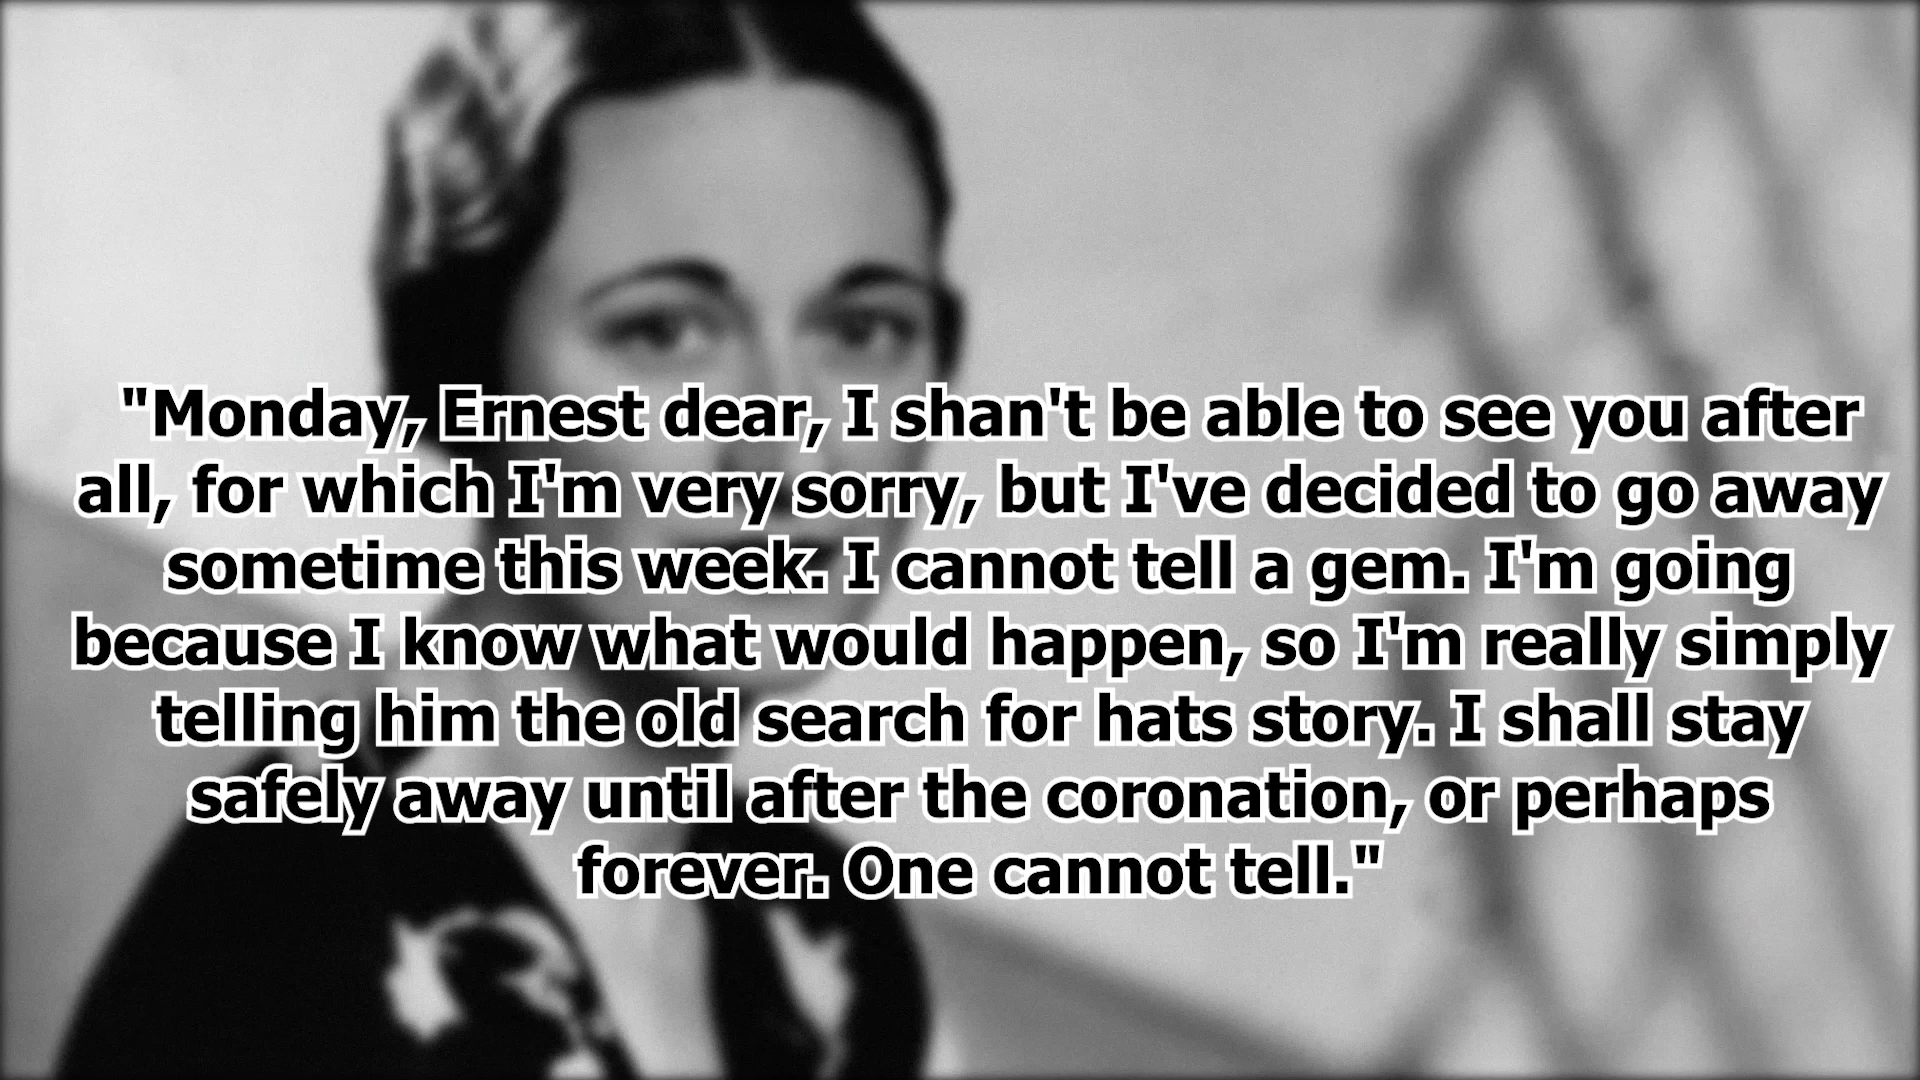 "Monday, Ernest dear, I shan't be able to see you after
all, for which I'm very sorry, but I've decided to go away
sometime this week. I cannot tell a gem. I'm going
because I know what would happen, so I'm really simply
telling him the old search for hats story. I shall stay
safely away until after the coronation, or perhaps
forever. One cannot tell."